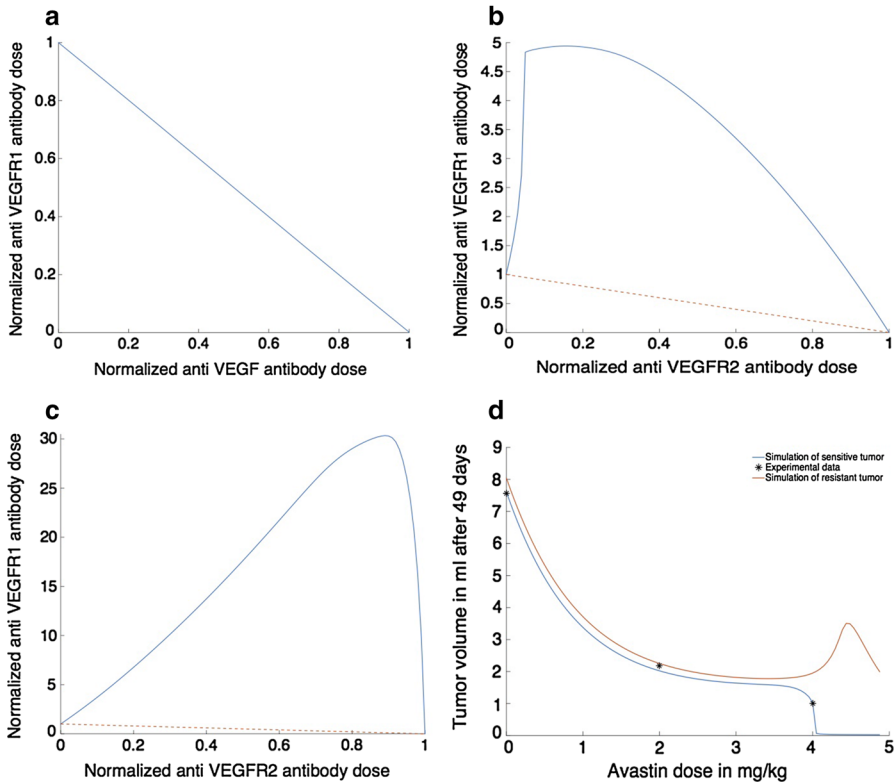 a
Normalized anti VEGFR1 antibody dose
1
0.8
0.6
0.4
0.2
0
0 0.2 0.4 0.6 0.8 1
Normalized anti VEGF antibody dose
b
Normalized anti VEGFR1 antibody dose
5
4.5
4
3.5
3
2.5
2
1.5
1
0.5
0
0 0.2 0.4 0.6 0.8 1
Normalized anti VEGFR2 antibody dose
c
Normalized anti VEGFR1 antibody dose
30
25
20
15
10
5
0
0 0.2 0.4 0.6 0.8 1
Normalized anti VEGFR2 antibody dose
d
Tumor volume in ml after 49 days
9
8
7
6
5
4
3
2
1
0
0 2 3 4 5
Avastin dose in mg/kg
Simulation of sensitive tumor
Experimental data
Simulation of resistant tumor